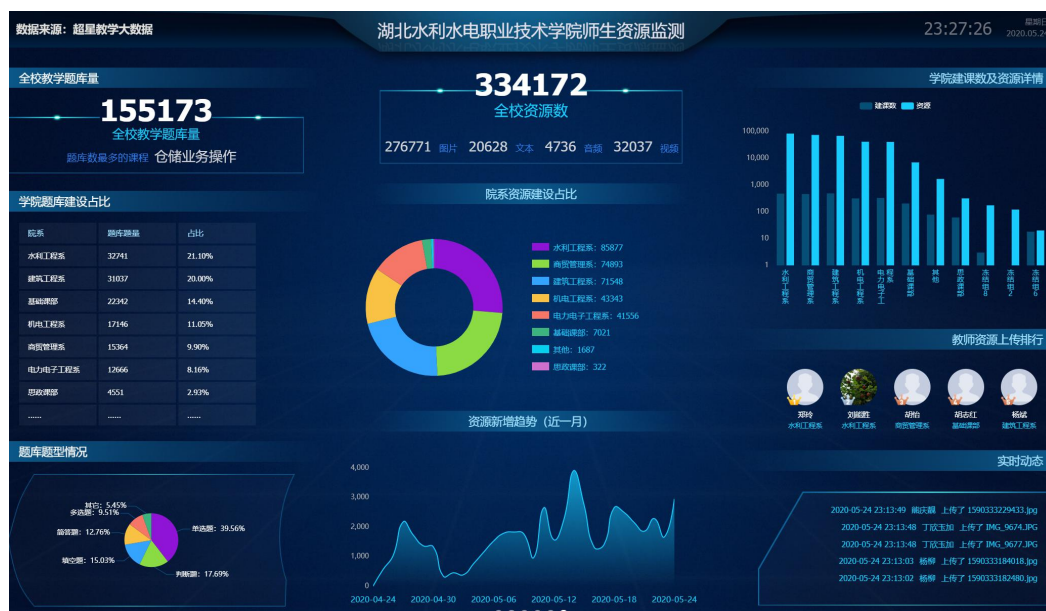 数据来源：超星教学大数据
湖北水利水电职业技术学院师生资源监测
23:27:26
星期日
2020.05.24
全校教学题库量
155173
全校教学题库量
题库数最多的课程 仓储业务操作
学院题库建设占比
院系 题库题量 占比
水利工程系 32741 21.10%
建筑工程系 31037 20.00%
基础课部 22342 14.40%
机电工程系 17146 11.05%
商贸管理系 15364 9.90%
电力电子工程系 12666 8.16%
思政课部 4551 2.93%
...... ...... ......
题库题型情况
其它: 5.45%
多选题: 9.51%
简答题: 12.76%
填空题: 15.03%
单选题: 39.56%
判断题: 17.69%
334172
全校资源数
276771 图片 20628 文本 4736 音频 32037 视频
院系资源建设占比
水利工程系: 85877
商贸管理系: 74893
建筑工程系: 71548
机电工程系: 43343
电力电子工程系: 41556
基础课部: 7021
其他: 1687
思政课部: 322
资源新增趋势（近一月）
4,000
3,000
2,000
1,000
0
2020-04-24 2020-04-30 2020-05-06 2020-05-12 2020-05-18 2020-05-24
学院建课数及资源详情
建课数 资源
100,000
10,000
1,000
100
10
1
水利工程系
商贸管理系
建筑工程系
机电工程系
电力电子工程系
基础课部
其他
思政课部
冻结组8
冻结组2
冻结组6
教师资源上传排行
郑玲 刘能胜 胡怡 胡志红 杨斌
水利工程系 水利工程系 商贸管理系 基础课部 建筑工程系
实时动态
2020-05-24 23:13:49 上传了 1590333229433.jpg
2020-05-24 23:13:48 丁欣玉加 上传了 IMG_9674.JPG
2020-05-24 23:13:48 丁欣玉加 上传了 IMG_9677.JPG
2020-05-24 23:13:03 杨柳 上传了 1590333184018.jpg
2020-05-24 23:13:02 杨柳 上传了 1590333182480.jpg